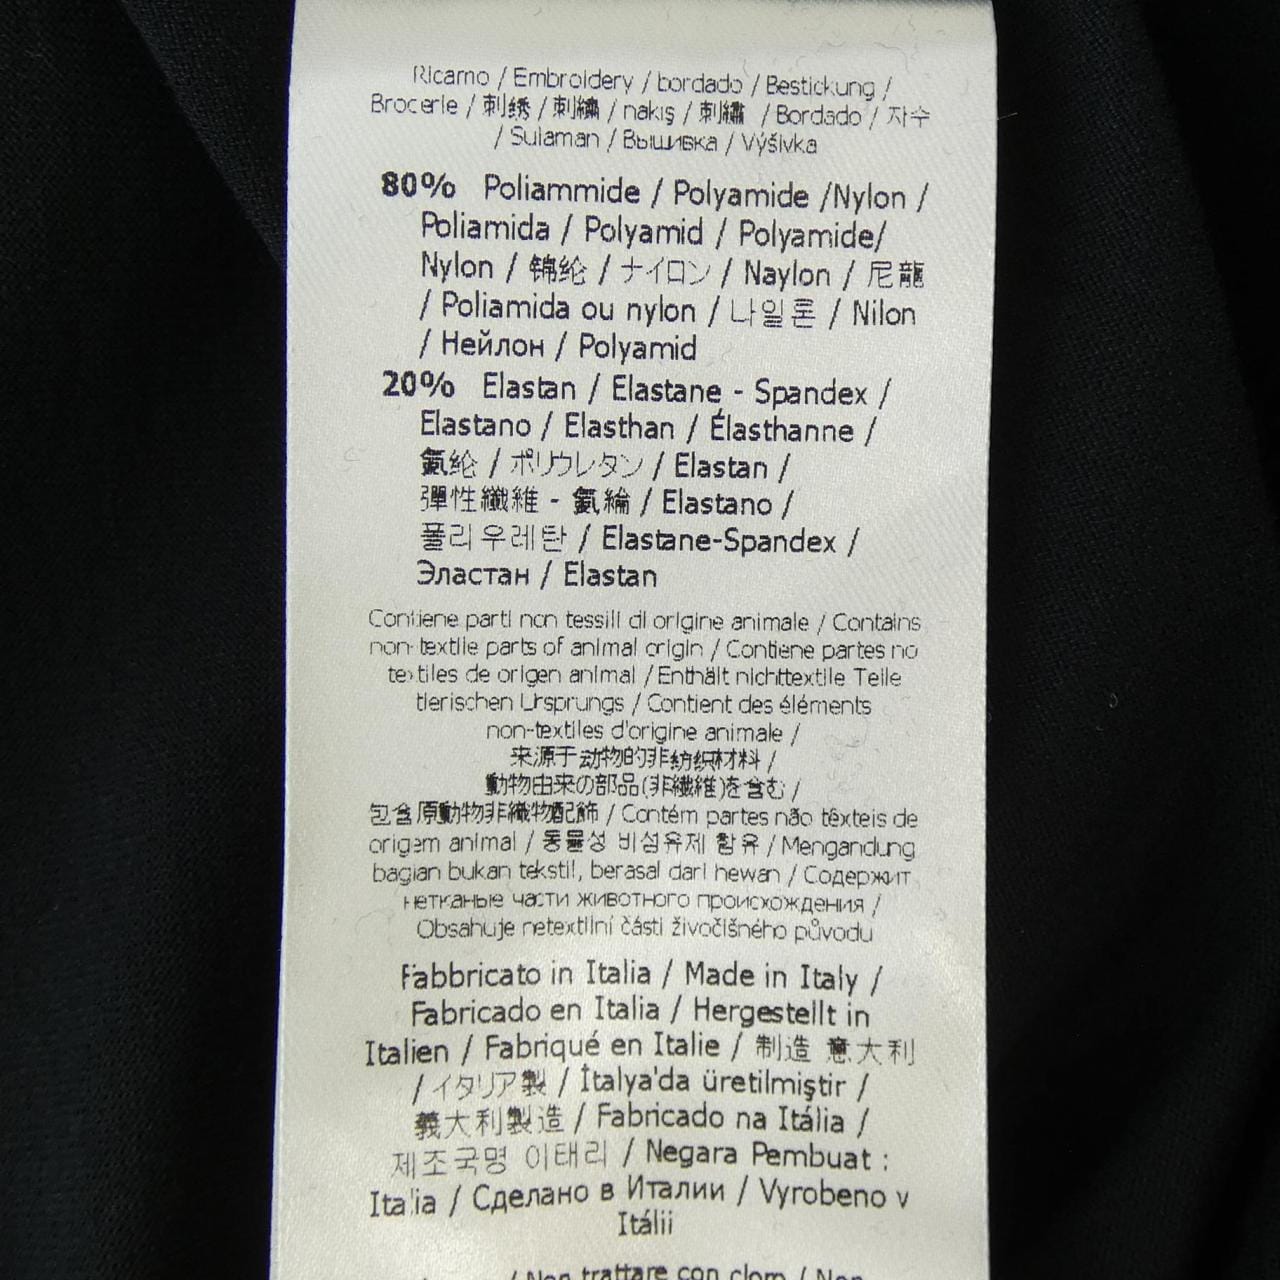 Ricamo / Embroidery / bordado / Bestickung /
Broderie / 刺绣 / 刺繍 / nakış / 刺繡 / Bordado / 자수
/ Sulaman / Вышивка / Výšivka
80% Poliammide / Polyamide /Nylon /
Poliamida / Polyamid / Polyamide/
Nylon / 锦纶 / ナイロン / Naylon / 尼龍
/ Poliamida ou nylon / 나일론 / Nilon
/ Нейлон / Polyamid
20% Elastan / Elastane - Spandex /
Elastano / Elasthan / Élasthanne /
氨纶 / ポリウレタン / Elastan /
彈性纖維 - 氨綸 / Elastano /
폴리우레탄 / Elastane-Spandex /
Эластан / Elastan
Contiene parti non tessili di origine animale / Contains
non-textile parts of animal origin / Contiene partes no
textiles de origen animal / Enthält nichttextile Teile
tierischen Ursprungs / Contient des éléments
non-textiles d'origine animale /
来源于动物的非纺织材料 /
動物由来の部品(非繊維)を含む /
包含原動物非織物配飾 / Contém partes não têxteis de
origem animal / 동물성 비섬유제 함유 / Mengandung
bagian bukan tekstil, berasal dari hewan / Содержит
нетканые части животного происхождения /
Obsahuje netextilní části živočišného původu
Fabbricato in Italia / Made in Italy /
Fabricado en Italia / Hergestellt in
Italien / Fabriqué en Italie / 制造 意大利
/ イタリア製 / İtalya'da üretilmiştir /
義大利製造 / Fabricado na Itália /
제조국명 이태리 / Negara Pembuat :
Italia / Сделано в Италии / Vyrobeno v
Itálii
/ Non trattare con cloro / Non